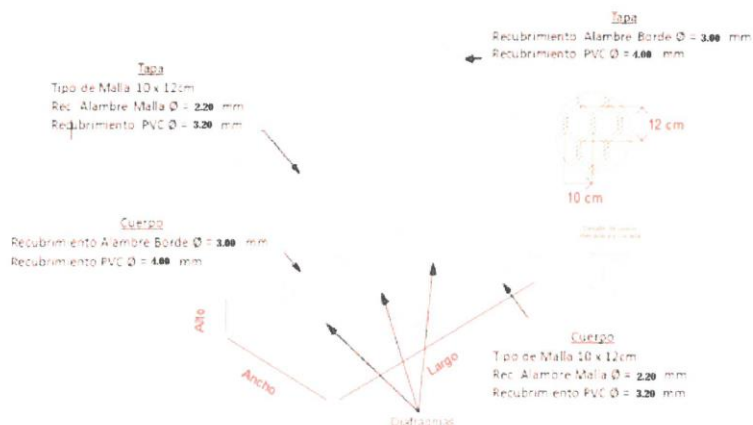 Tapa
Recubrimiento Alambre Borde Ø = 3.00 mm
Recubrimiento PVC Ø = 4.00 mm
Tapa
Tipo de Malla 10 x 12cm
Rec. Alambre Malla Ø = 2.20 mm
Recubrimiento PVC Ø = 3.20 mm
12 cm
10 cm
Cuerpo
Recubrimiento Alambre Borde Ø = 3.00 mm
Recubrimiento PVC Ø = 4.00 mm
Alto
Ancho
Largo
Cuerpo
Tipo de Malla 10 x 12cm
Rec. Alambre Malla Ø = 2.20 mm
Recubrimiento PVC Ø = 3.20 mm
Diafragmas